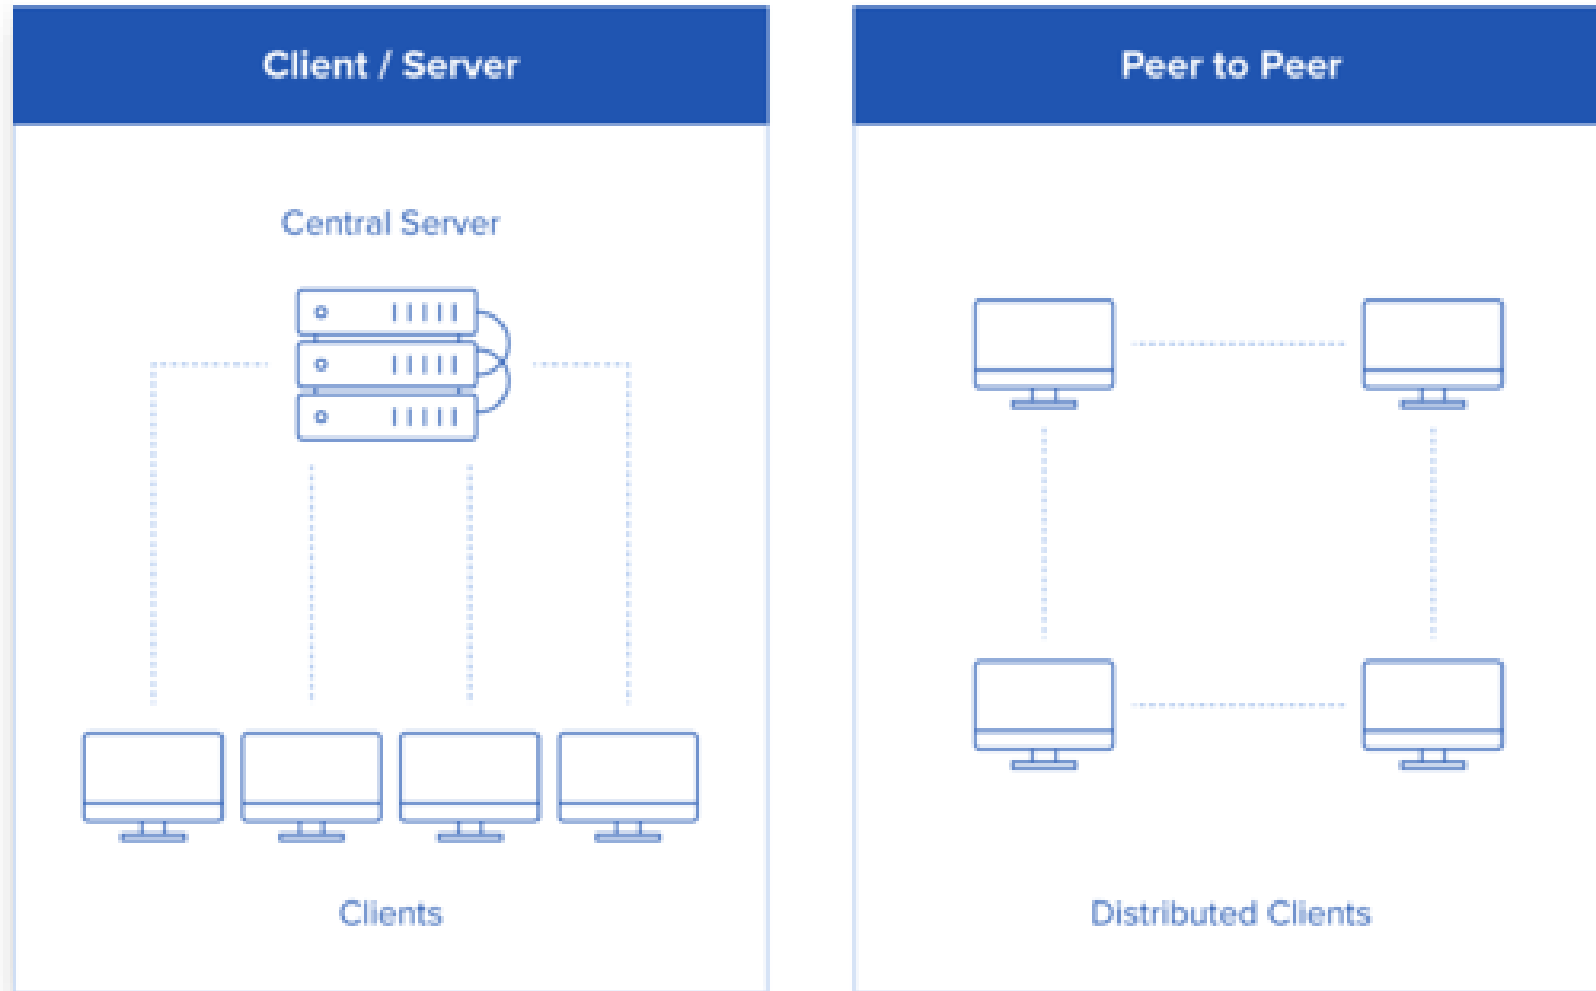 Client / Server
Central Server
Clients
Peer to Peer
Distributed Clients